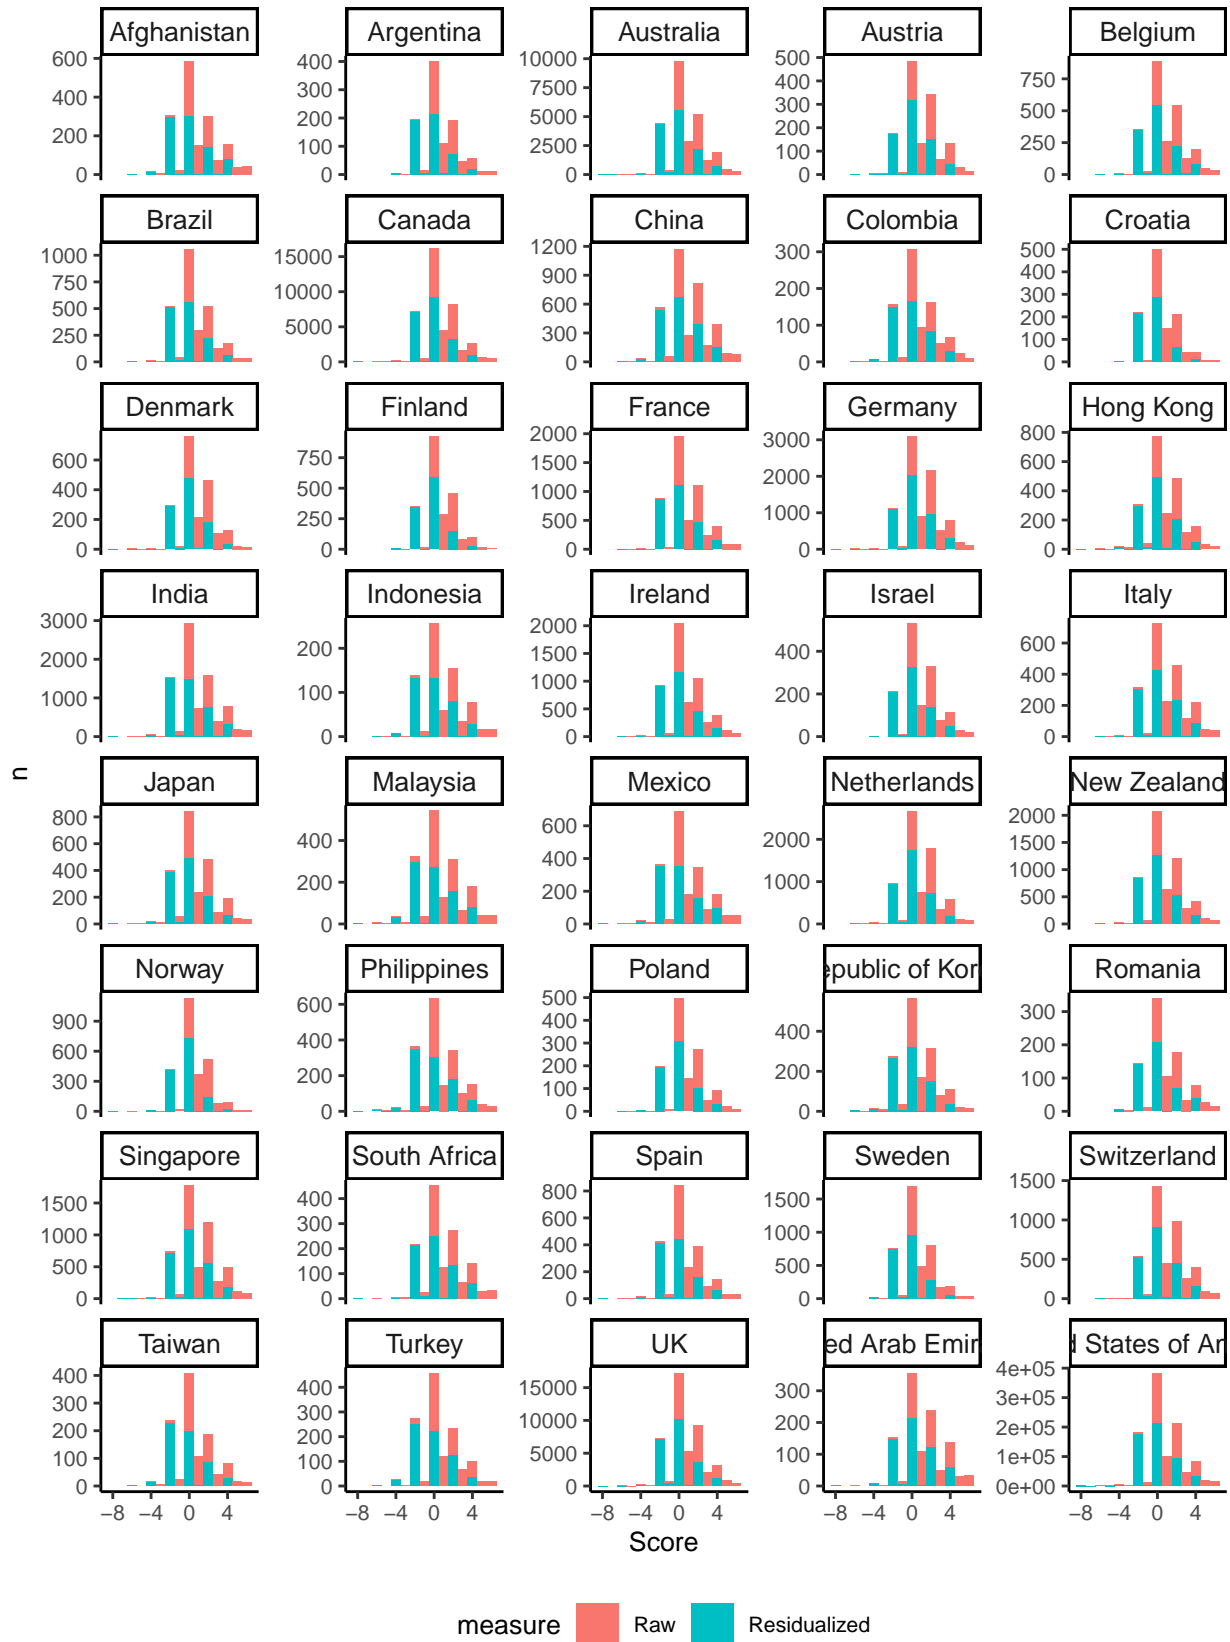 Afghanistan Argentina Australia Austria Belgium
600 400 200 0
400 300 200 100 0
10000 7500 5000 2500 0
500 400 300 200 100 0
750 500 250 0
Brazil Canada China Colombia Croatia
1000 750 500 250 0
15000 10000 5000 0
1200 900 600 300 0
300 200 100 0
500 400 300 200 100 0
Denmark Finland France Germany Hong Kong
600 400 200 0
750 500 250 0
2000 1500 1000 500 0
3000 2000 1000 0
800 600 400 200 0
India Indonesia Ireland Israel Italy
3000 2000 1000 0
200 100 0
2000 1500 1000 500 0
400 200 0
600 400 200 0
n
Japan Malaysia Mexico Netherlands New Zealand
800 600 400 200 0
400 200 0
600 400 200 0
2000 1000 0
2000 1500 1000 500 0
Norway Philippines Poland epublic of Kor Romania
900 600 300 0
600 400 200 0
500 400 300 200 100 0
400 200 0
300 200 100 0
Singapore South Africa Spain Sweden Switzerland
1500 1000 500 0
400 300 200 100 0
800 600 400 200 0
1500 1000 500 0
1500 1000 500 0
Taiwan Turkey UK ed Arab Emir d States of Ar
400 300 200 100 0
400 300 200 100 0
15000 10000 5000 0
300 200 100 0
4e+05 3e+05 2e+05 1e+05 0e+00
−8 −4 0 4 −8 −4 0 4 −8 −4 0 4 −8 −4 0 4 −8 −4 0 4
Score
measure Raw Residualized